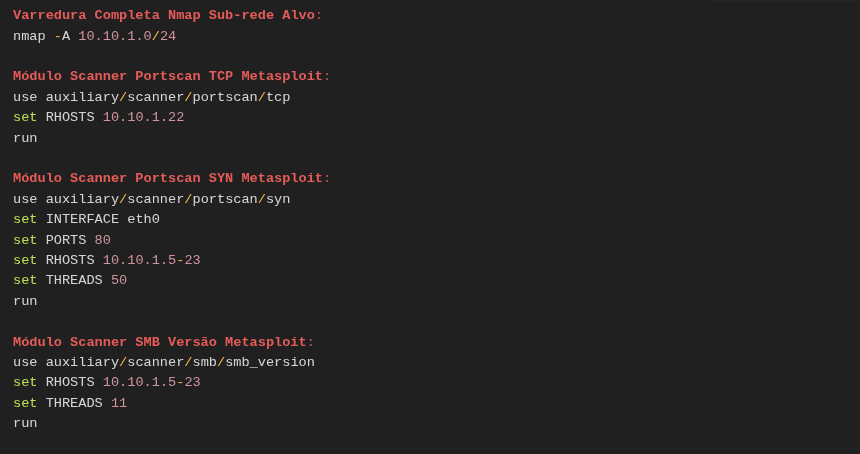 Varredura Completa Nmap Sub-rede Alvo:
nmap -A 10.10.1.0/24
Módulo Scanner Portscan TCP Metasploit:
use auxiliary/scanner/portscan/tcp
set RHOSTS 10.10.1.22
run
Módulo Scanner Portscan SYN Metasploit:
use auxiliary/scanner/portscan/syn
set INTERFACE eth0
set PORTS 80
set RHOSTS 10.10.1.5-23
set THREADS 50
run
Módulo Scanner SMB Versão Metasploit:
use auxiliary/scanner/smb/smb_version
set RHOSTS 10.10.1.5-23
set THREADS 11
run